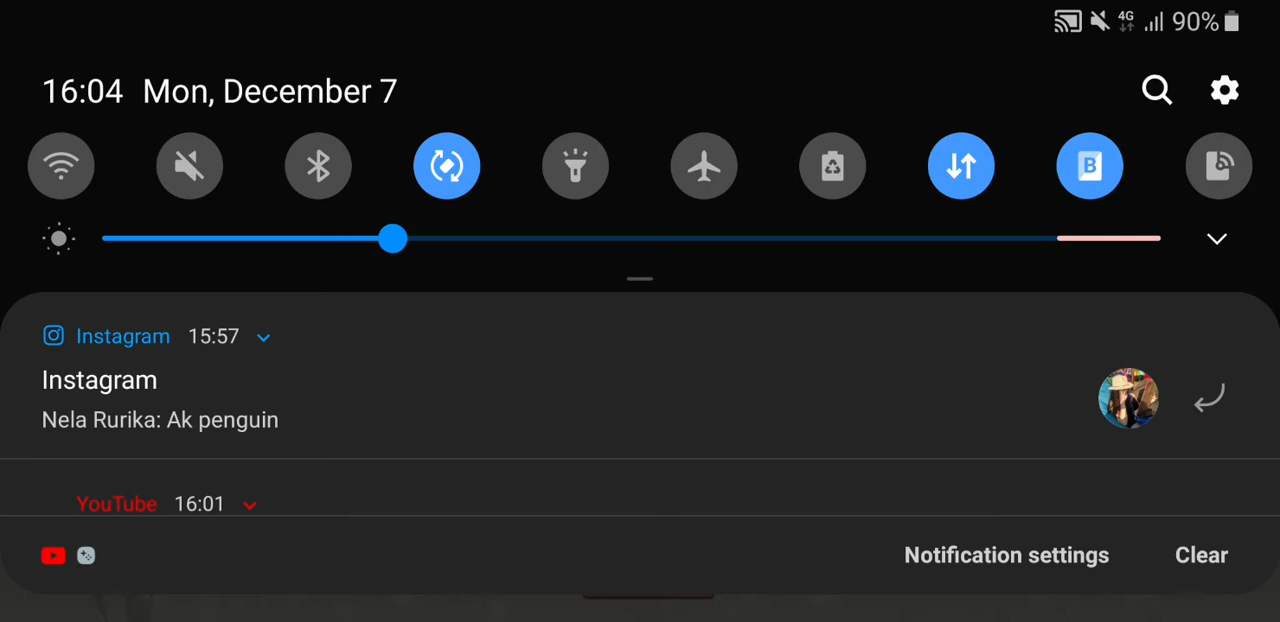 4G 90%
16:04 Mon, December 7
B
Instagram 15:57
Instagram
Nela Rurika: Ak penguin
YouTube 16:01
Notification settings Clear